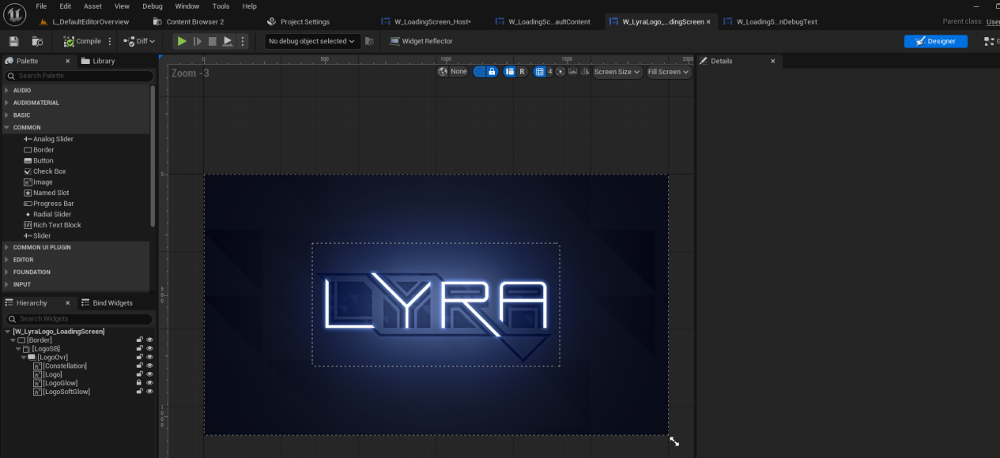 File Edit Asset View Debug Window Tools Help
L_DefaultEditorOverview Content Browser 2 Project Settings W_LoadingScreen_Host* W_LoadingSc...aultContent W_LyraLogo_...dingScreen × W_LoadingS...nDebugText Parent class:
Compile Diff No debug object selected Widget Reflector Designer
Palette × Library
Search Palette
AUDIO
AUDIOMATERIAL
BASIC
COMMON
Analog Slider
Border
Button
Check Box
Image
Named Slot
Progress Bar
Radial Slider
Rich Text Block
Slider
COMMON UI PLUGIN
EDITOR
FOUNDATION
INPUT
Hierarchy × Bind Widgets
Search Widgets
[W_LyraLogo_LoadingScreen]
[Border]
[LogoSB]
[LogoOvr]
[Constellation]
[Logo]
[LogoGlow]
[LogoSoftGlow]
0 500 1000 1500 2000
Zoom -3 None R 4 Screen Size Fill Screen
0
500
1000
LYRA
Details ×